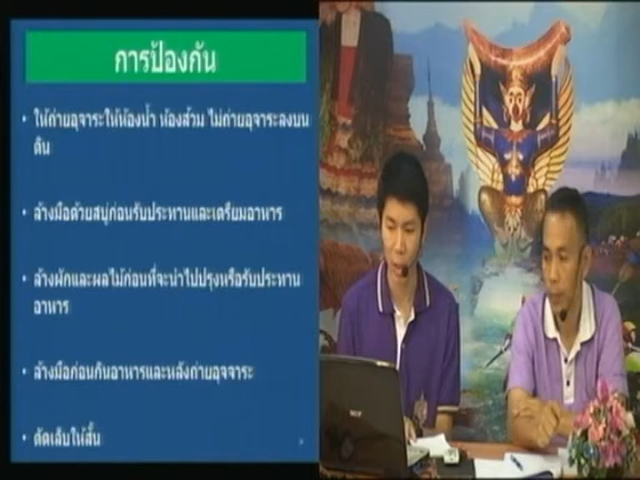 การป้องกัน
• ให้ถ่ายอุจาระให้ห้องน้ำ ห้องส้วม ไม่ถ่ายอุจาระลงบน
ดิน
• ล้างมือด้วยสบู่ก่อนรับประทานและเตรียมอาหาร
• ล้างผักและผลไม้ก่อนที่จะนำไปปรุงหรือรับประทาน
อาหาร
• ล้างมือก่อนกินอาหารและหลังถ่ายอุจจาระ
• ตัดเล็บให้สั้น
acer